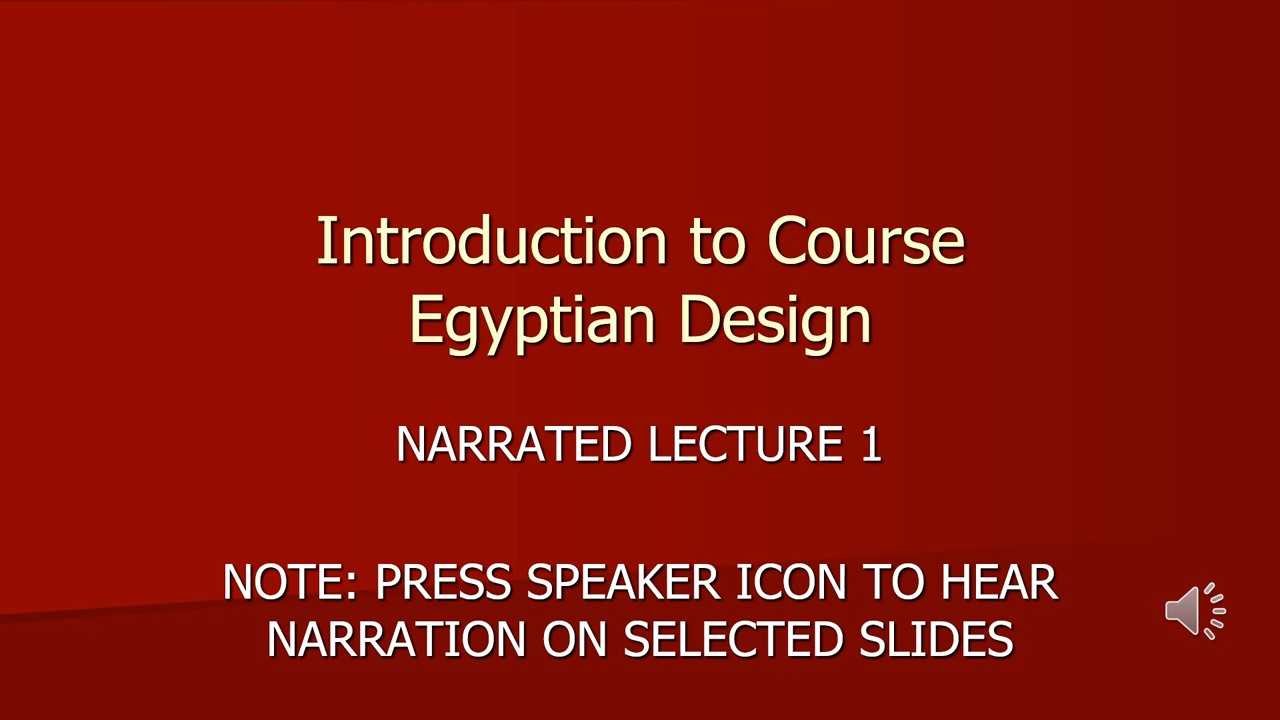 Introduction to Course
Egyptian Design
NARRATED LECTURE 1
NOTE: PRESS SPEAKER ICON TO HEAR
NARRATION ON SELECTED SLIDES